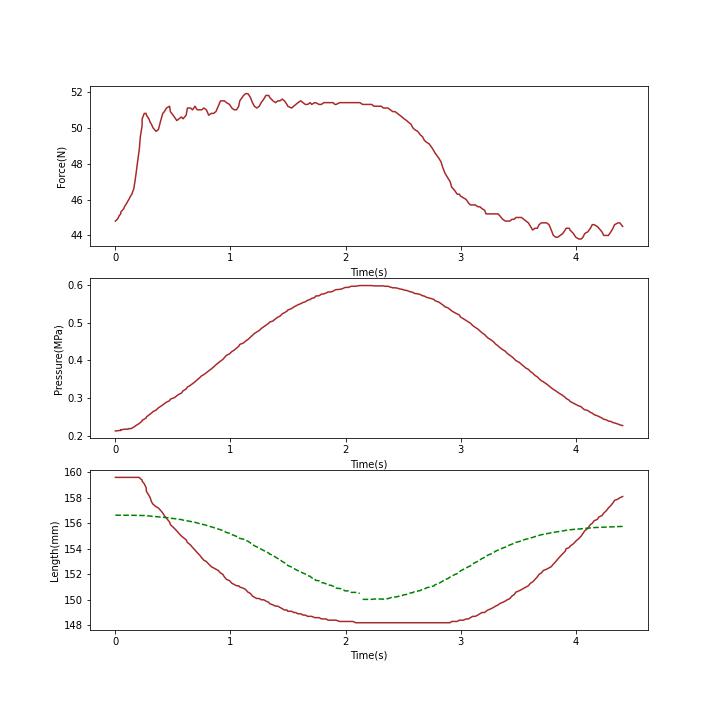 Force(N)
52
50
48
46
44
0 1 2 3 4
Time(s)
Pressure(MPa)
0.6
0.5
0.4
0.3
0.2
0 1 2 3 4
Time(s)
Length(mm)
160
158
156
154
152
150
148
0 1 2 3 4
Time(s)